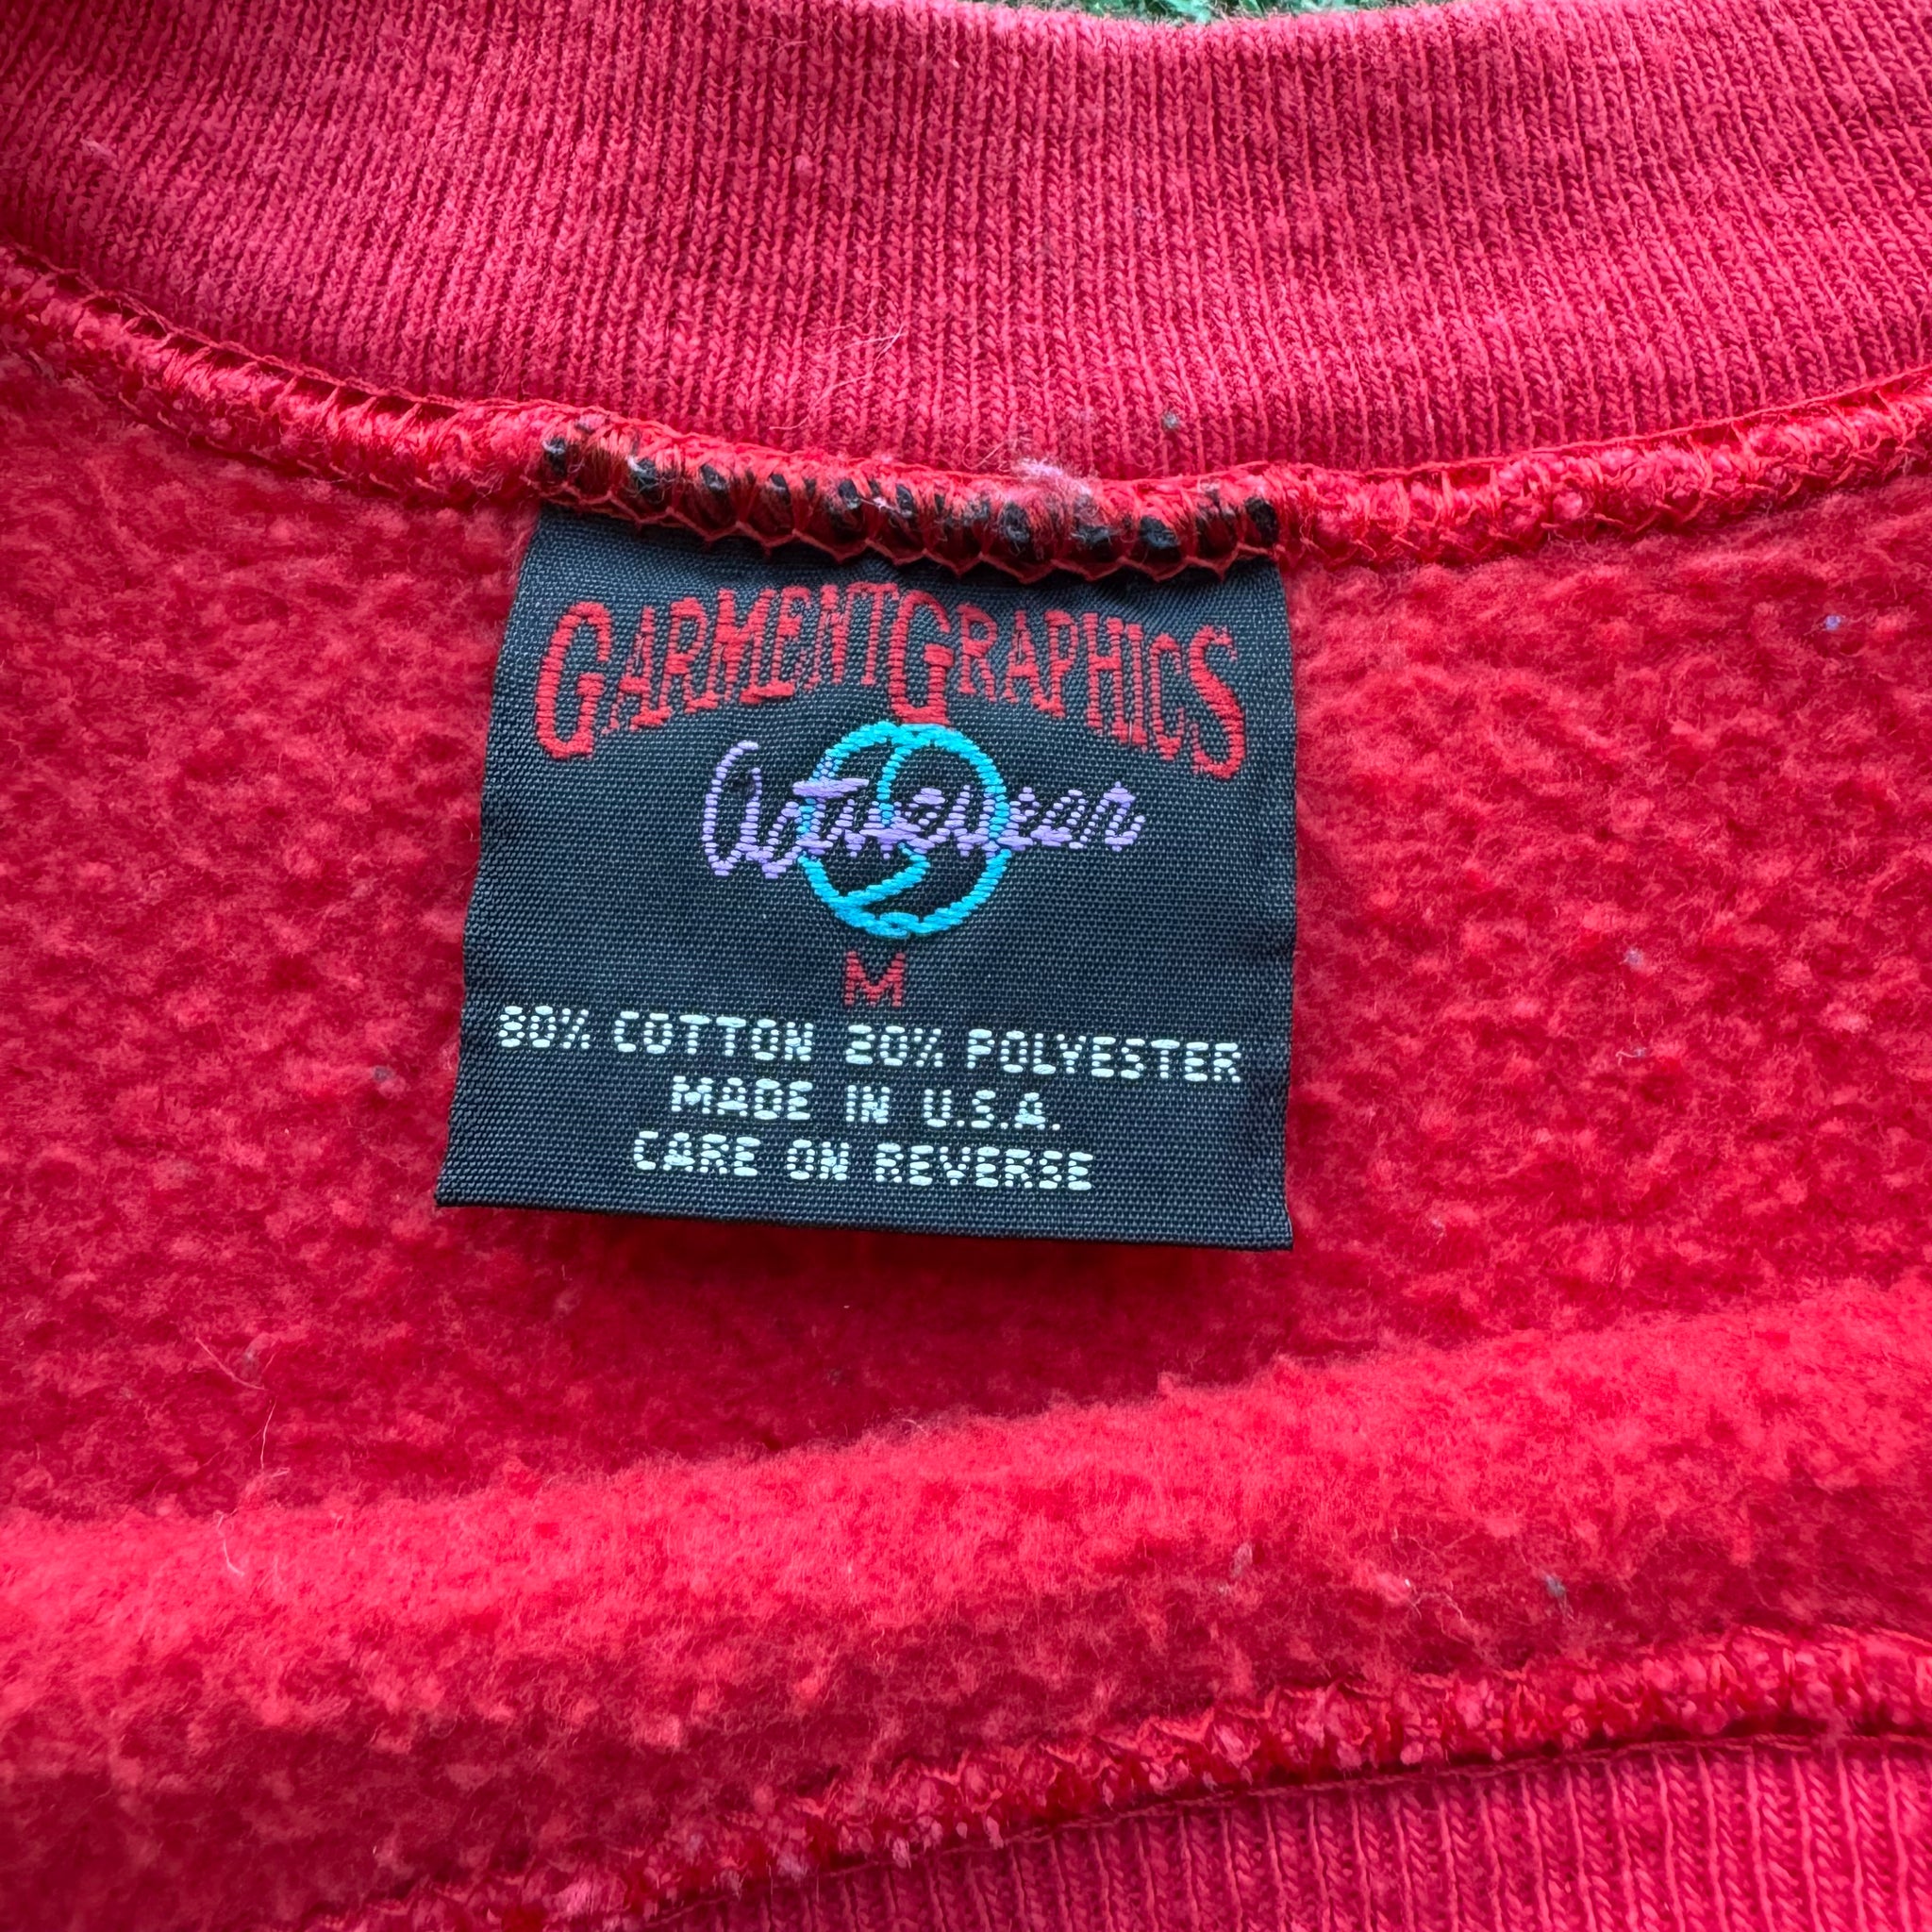 GARMENTGRAPHICS
Activewear
M
80% COTTON 20% POLYESTER
MADE IN U.S.A.
CARE ON REVERSE